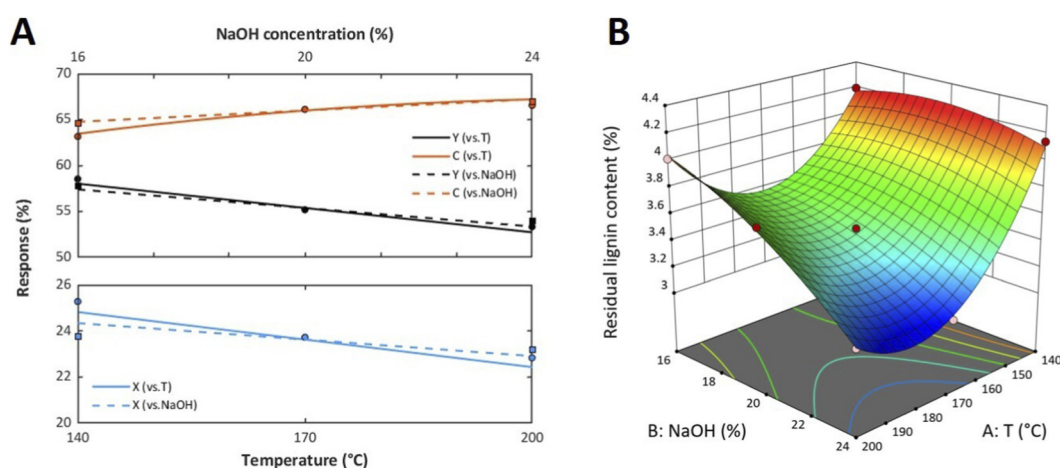 A
NaOH concentration (%)
16 20 24
70
65
60
55
50
Y (vs.T)
C (vs.T)
Y (vs.NaOH)
C (vs.NaOH)
Response (%)
26
24
22
20
X (vs.T)
X (vs.NaOH)
140 170 200
Temperature (°C)
B
Residual lignin content (%)
4.4
4.2
4
3.8
3.6
3.4
3.2
3
16
18
20
22
24
B: NaOH (%)
140
150
160
170
180
190
200
A: T (°C)